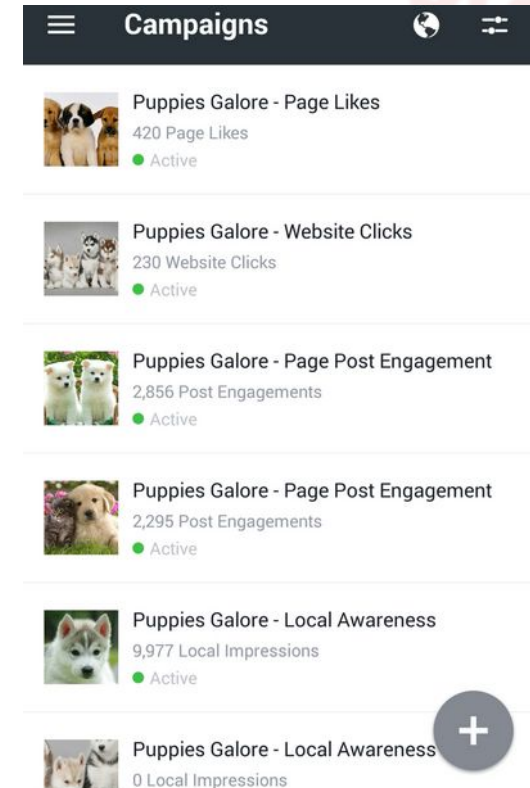 Campaigns
Puppies Galore - Page Likes
420 Page Likes
Active
Puppies Galore - Website Clicks
230 Website Clicks
Active
Puppies Galore - Page Post Engagement
2,856 Post Engagements
Active
Puppies Galore - Page Post Engagement
2,295 Post Engagements
Active
Puppies Galore - Local Awareness
9,977 Local Impressions
Active
Puppies Galore - Local Awareness
0 Local Impressions